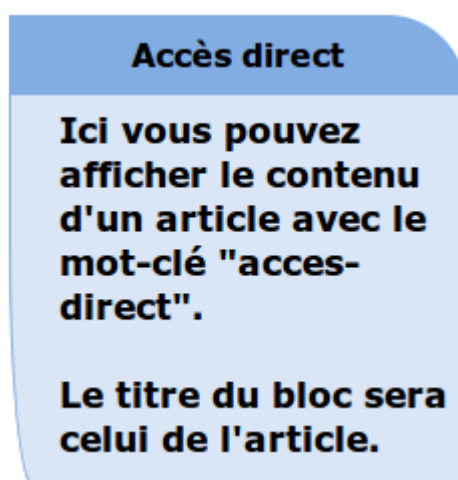 Accès direct
Ici vous pouvez
afficher le contenu
d'un article avec le
mot-clé "acces-
direct".
Le titre du bloc sera
celui de l'article.